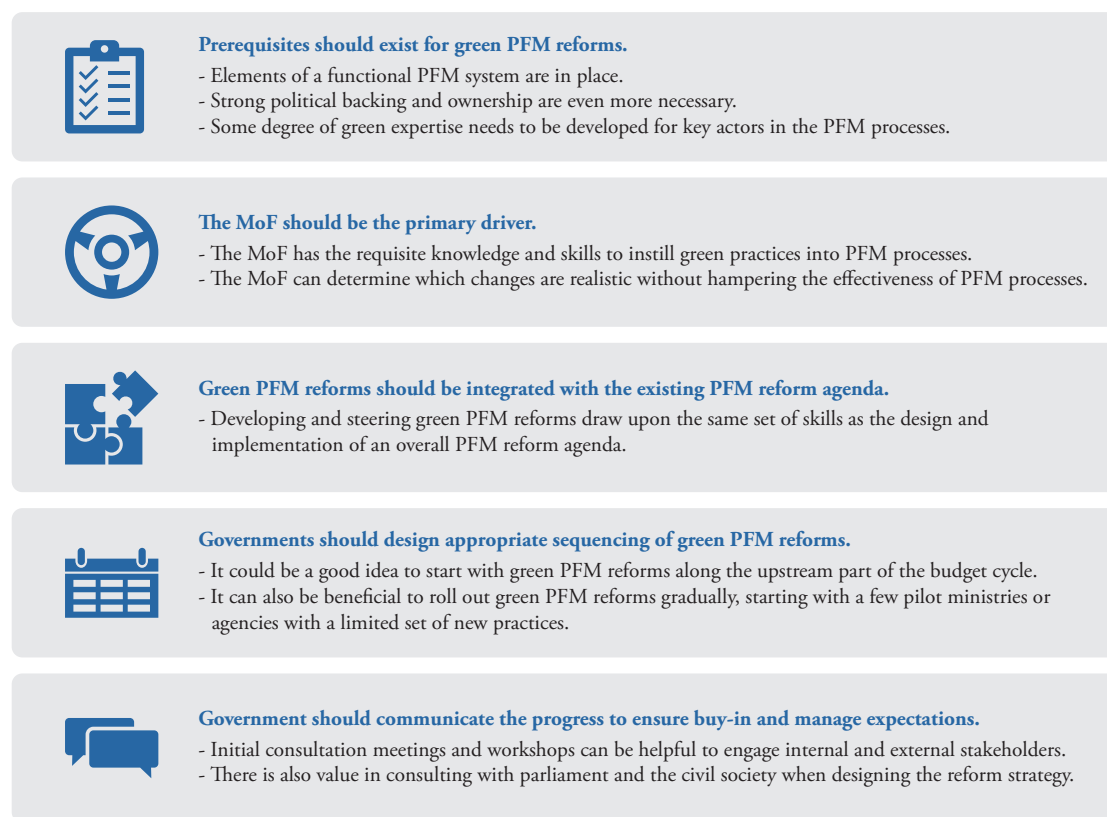 Prerequisites should exist for green PFM reforms.
- Elements of a functional PFM system are in place.
- Strong political backing and ownership are even more necessary.
- Some degree of green expertise needs to be developed for key actors in the PFM processes.
The MoF should be the primary driver.
- The MoF has the requisite knowledge and skills to instill green practices into PFM processes.
- The MoF can determine which changes are realistic without hampering the effectiveness of PFM processes.
Green PFM reforms should be integrated with the existing PFM reform agenda.
- Developing and steering green PFM reforms draw upon the same set of skills as the design and
implementation of an overall PFM reform agenda.
Governments should design appropriate sequencing of green PFM reforms.
- It could be a good idea to start with green PFM reforms along the upstream part of the budget cycle.
- It can also be beneficial to roll out green PFM reforms gradually, starting with a few pilot ministries or
agencies with a limited set of new practices.
Government should communicate the progress to ensure buy-in and manage expectations.
- Initial consultation meetings and workshops can be helpful to engage internal and external stakeholders.
- There is also value in consulting with parliament and the civil society when designing the reform strategy.